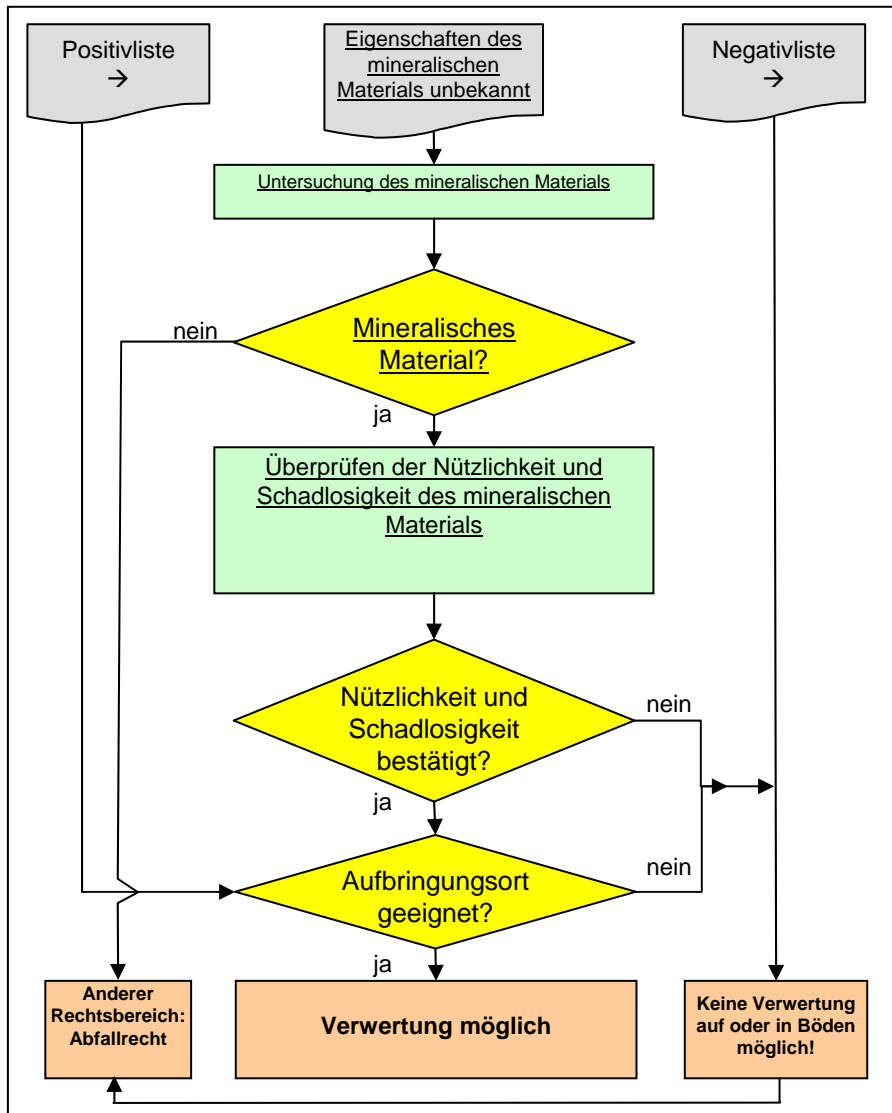 Positivliste
→
Eigenschaften des
mineralischen
Materials unbekannt
Negativliste
→
Untersuchung des mineralischen Materials
nein
Mineralisches
Material?
ja
Überprüfen der Nützlichkeit und
Schadlosigkeit des mineralischen
Materials
Nützlichkeit und
Schadlosigkeit
bestätigt?
nein
ja
Aufbringungsort
geeignet?
nein
ja
Anderer
Rechtsbereich:
Abfallrecht
Verwertung möglich
Keine Verwertung
auf oder in Böden
möglich!